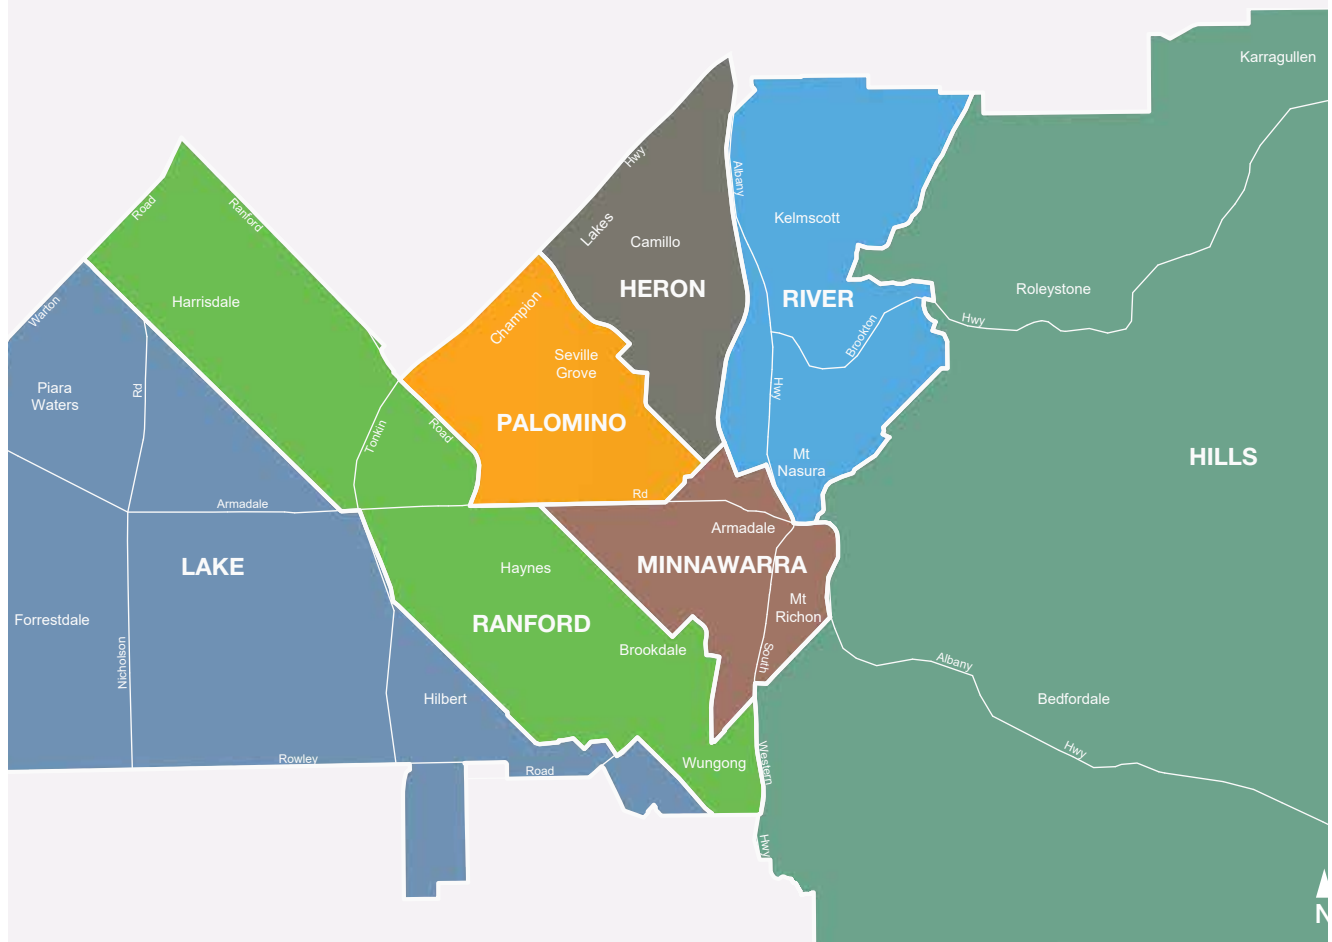 Karragullen
Hwy
Albany
Road
Ranford
Lakes
Kelmscott
Camillo
HERON
RIVER
Roleystone
Harrisdale
Warton
Champion
Hwy
Brookton
Seville
Grove
Piara
Waters
Rd
Hwy
PALOMINO
Tonkin
Road
Mt
Nasura
HILLS
Rd
Armadale
Armadale
LAKE
MINNAWARRA
Haynes
Mt
Richon
Forrestdale
RANFORD
Brookdale
Nicholson
South
Albany
Hilbert
Bedfordale
Hwy
Rowley
Road
Wungong
Western
Hwy
N